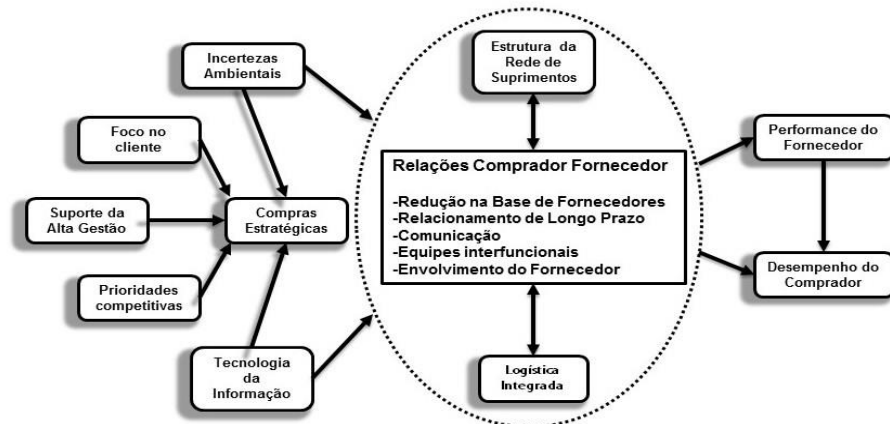 Incertezas
Ambientais
Foco no
cliente
Suporte da
Alta Gestão
Prioridades
competitivas
Tecnologia
da
Informação
Compras
Estratégicas
Estrutura da
Rede de
Suprimentos
Relações Comprador Fornecedor
-Redução na Base de Fornecedores
-Relacionamento de Longo Prazo
-Comunicação
-Equipes interfuncionais
-Envolvimento do Fornecedor
Logística
Integrada
Performance do
Fornecedor
Desempenho do
Comprador